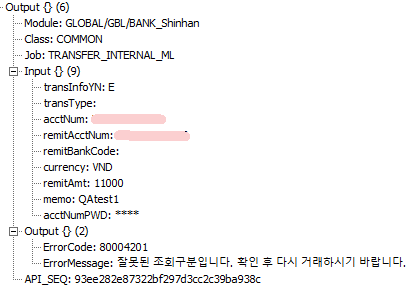 Output {} (6)
Module: GLOBAL/GBL/BANK_Shinhan
Class: COMMON
Job: TRANSFER_INTERNAL_ML
Input {} (9)
transInfoYN: E
transType:
acctNum:
remitAcctNum:
remitBankCode:
currency: VND
remitAmt: 11000
memo: QAtest1
acctNumPWD: ****
Output {} (2)
ErrorCode: 80004201
ErrorMessage: 잘못된 조회구분입니다. 확인 후 다시 거래하시기 바랍니다.
API_SEQ: 93ee282e87322bf297d3cc2c39ba938c